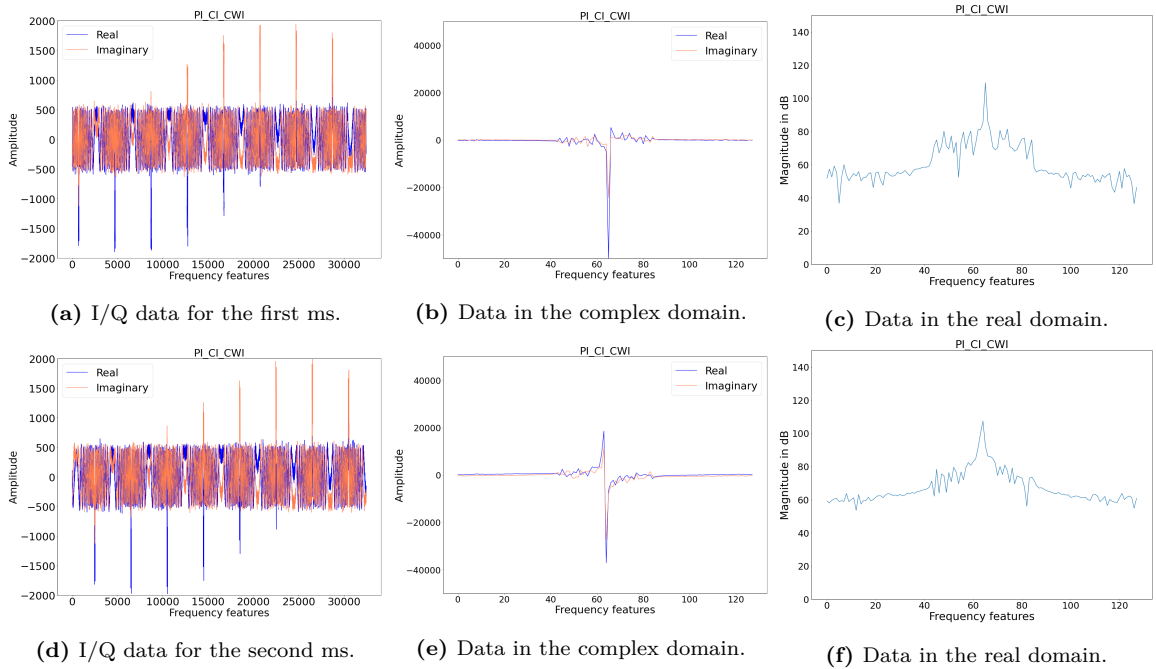 PI_CI_CWI
Real
Imaginary
2000
1500
1000
500
0
−500
−1000
−1500
−2000
Amplitude
0 5000 10000 15000 20000 25000 30000
Frequency features
(a) I/Q data for the first ms.
PI_CI_CWI
Real
Imaginary
40000
20000
0
−20000
−40000
Amplitude
0 20 40 60 80 100 120
Frequency features
(b) Data in the complex domain.
PI_CI_CWI
140
120
100
80
60
40
20
0
Magnitude in dB
0 20 40 60 80 100 120
Frequency features
(c) Data in the real domain.
PI_CI_CWI
Real
Imaginary
2000
1500
1000
500
0
−500
−1000
−1500
−2000
Amplitude
0 5000 10000 15000 20000 25000 30000
Frequency features
(d) I/Q data for the second ms.
PI_CI_CWI
Real
Imaginary
40000
20000
0
−20000
−40000
Amplitude
0 20 40 60 80 100 120
Frequency features
(e) Data in the complex domain.
PI_CI_CWI
140
120
100
80
60
40
20
0
Magnitude in dB
0 20 40 60 80 100 120
Frequency features
(f) Data in the real domain.